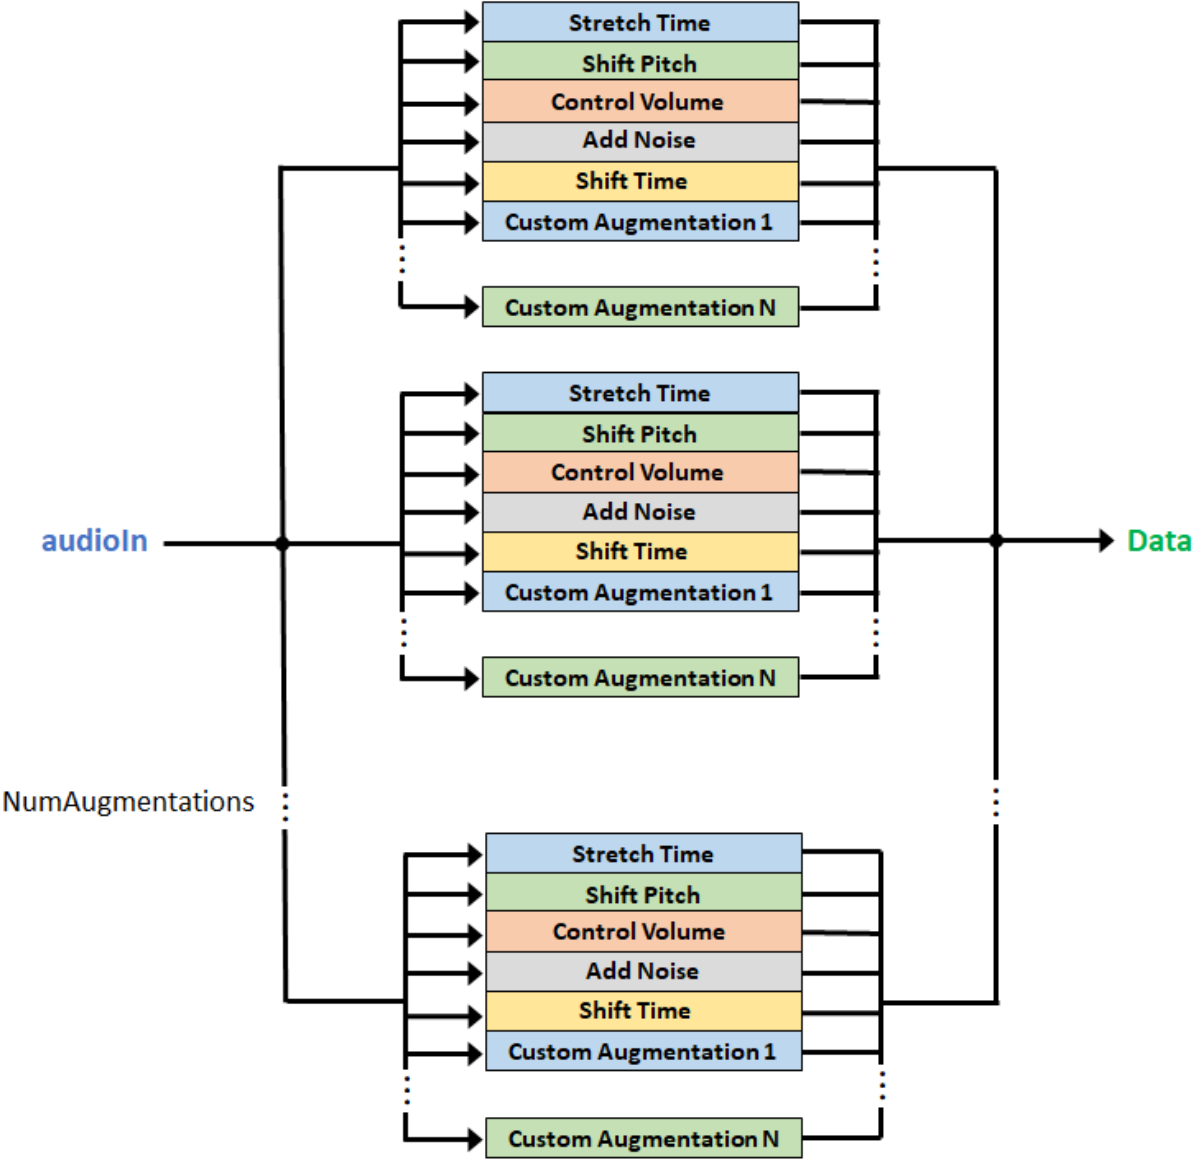 Stretch Time
Shift Pitch
Control Volume
Add Noise
Shift Time
Custom Augmentation 1
Custom Augmentation N
Stretch Time
Shift Pitch
Control Volume
Add Noise
audioIn
Data
Shift Time
Custom Augmentation 1
Custom Augmentation N
NumAugmentations
Stretch Time
Shift Pitch
Control Volume
Add Noise
Shift Time
Custom Augmentation 1
Custom Augmentation N